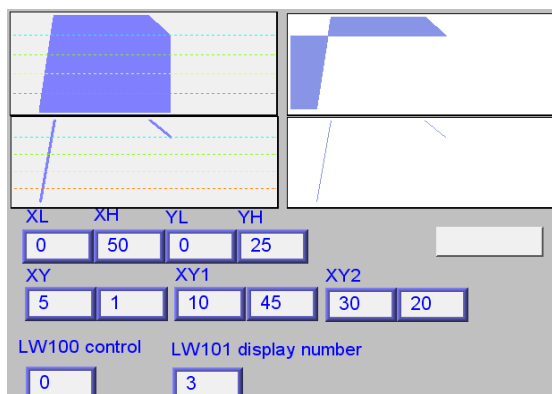 XL XH YL YH
0 50 0 25
XY XY1 XY2
5 1 10 45 30 20
LW100 control LW101 display number
0 3